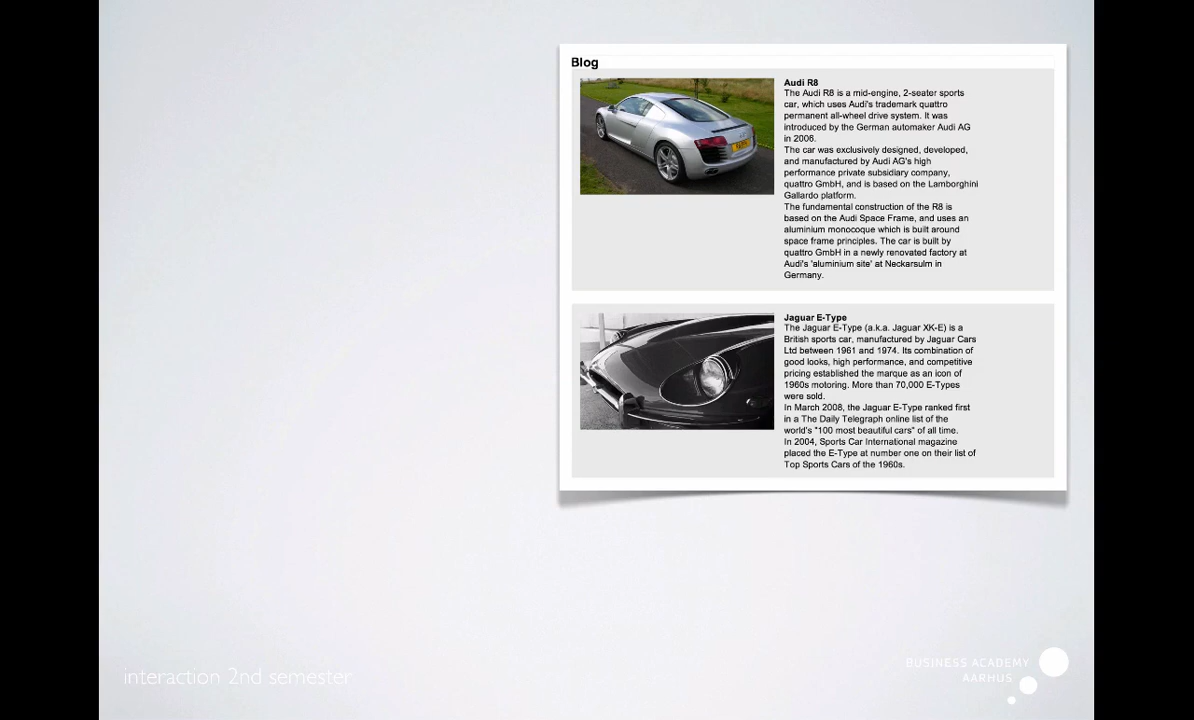 Blog
Audi R8
The Audi R8 is a mid-engine, 2-seater sports
car, which uses Audi's trademark quattro
permanent all-wheel drive system. It was
introduced by the German automaker Audi AG
in 2006.
The car was exclusively designed, developed,
and manufactured by Audi AG's high
performance private subsidiary company,
quattro GmbH, and is based on the Lamborghini
Gallardo platform.
The fundamental construction of the R8 is
based on the Audi Space Frame, and uses an
aluminium monocoque which is built around
space frame principles. The car is built by
quattro GmbH in a newly renovated factory at
Audi's 'aluminium site' at Neckarsulm in
Germany.
Jaguar E-Type
The Jaguar E-Type (a.k.a. Jaguar XK-E) is a
British sports car, manufactured by Jaguar Cars
Ltd between 1961 and 1974. Its combination of
good looks, high performance, and competitive
pricing established the marque as an icon of
1960s motoring. More than 70,000 E-Types
were sold.
In March 2008, the Jaguar E-Type ranked first
in a The Daily Telegraph online list of the
world's "100 most beautiful cars" of all time.
In 2004, Sports Car International magazine
placed the E-Type at number one on their list of
Top Sports Cars of the 1960s.
interaction 2nd semester
BUSINESS ACADEMY
AARHUS